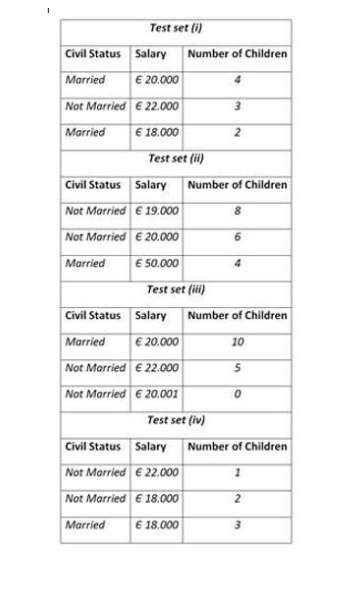 Test set (i)
Civil Status Salary Number of Children
Married € 20.000 4
Not Married € 22.000 3
Married € 18.000 2
Test set (ii)
Civil Status Salary Number of Children
Not Married € 19.000 8
Not Married € 20.000 6
Married € 50.000 4
Test set (iii)
Civil Status Salary Number of Children
Married € 20.000 10
Not Married € 22.000 5
Not Married € 20.001 0
Test set (iv)
Civil Status Salary Number of Children
Not Married € 22.000 1
Not Married € 18.000 2
Married € 18.000 3